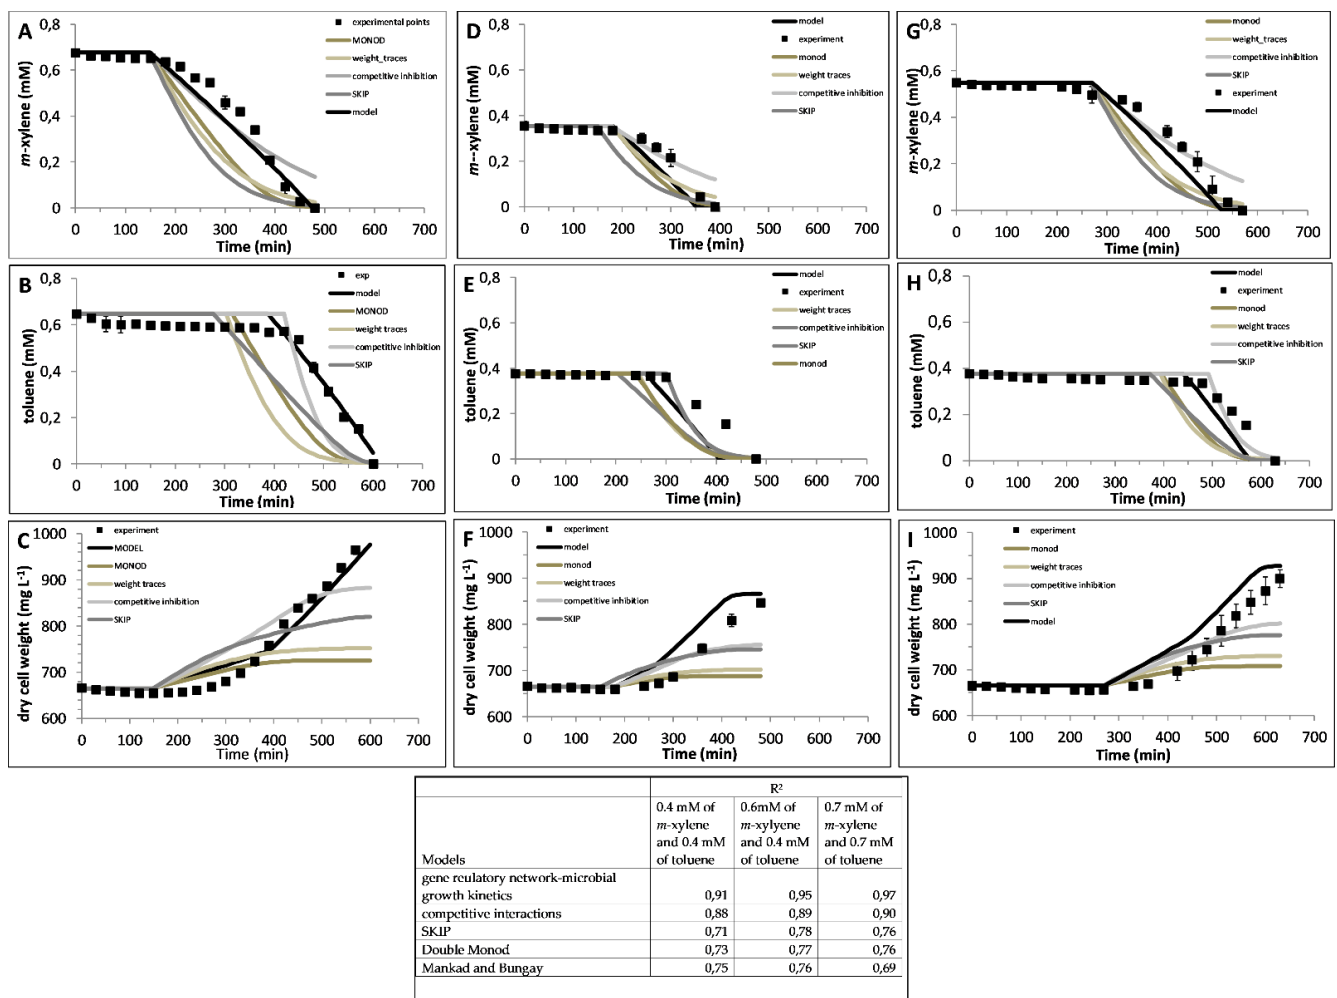 A
0,8
0,6
0,4
0,2
0
m-xylene (mM)
0 100 200 300 400 500 600 700
Time (min)
experimental points
MONOD
weight_traces
competitive inhibition
SKIP
model
D
0,8
0,6
0,4
0,2
0
m--xylene (mM)
0 100 200 300 400 500 600 700
Time (min)
model
experiment
monod
weight traces
competitive inhibition
SKIP
G
0,8
0,6
0,4
0,2
0
m-xylene (mM)
0 100 200 300 400 500 600 700
Time (min)
monod
weight_traces
competitive inhibition
SKIP
experiment
model
B
0,8
0,6
0,4
0,2
0
toluene (mM)
0 100 200 300 400 500 600 700
Time (min)
exp
model
MONOD
weight traces
competitive inhibition
SKIP
E
0,8
0,6
0,4
0,2
0
toluene (mM)
0 100 200 300 400 500 600 700
Time (min)
model
experiment
weight traces
competitive inhibition
SKIP
monod
H
0,8
0,6
0,4
0,2
0
toluene (mM)
0 100 200 300 400 500 600 700
Time (min)
model
experiment
monod
weight traces
competitive inhibition
SKIP
C
1000
900
800
700
600
dry cell weight (mg L-1)
0 100 200 300 400 500 600 700
Time (min)
experiment
MODEL
MONOD
weight traces
competitive inhibition
SKIP
F
1000
900
800
700
600
dry cell weight (mg L-1)
0 100 200 300 400 500 600 700
Time (min)
experiment
model
monod
weight traces
competitive inhibition
SKIP
I
1000
900
800
700
600
dry cell weight (mg L-1)
0 100 200 300 400 500 600 700
Time (min)
experiment
monod
weight traces
competitive inhibition
SKIP
model
R²
0.4 mM of 0.6mM of 0.7 mM of
m-xylene m-xylyene m-xylene
and 0.4 mM and 0.4 mM and 0.7 mM
Models of toluene of toluene of toluene
gene reulatory network-microbial
growth kinetics 0,91 0,95 0,97
competitive interactions 0,88 0,89 0,90
SKIP 0,71 0,78 0,76
Double Monod 0,73 0,77 0,76
Mankad and Bungay 0,75 0,76 0,69